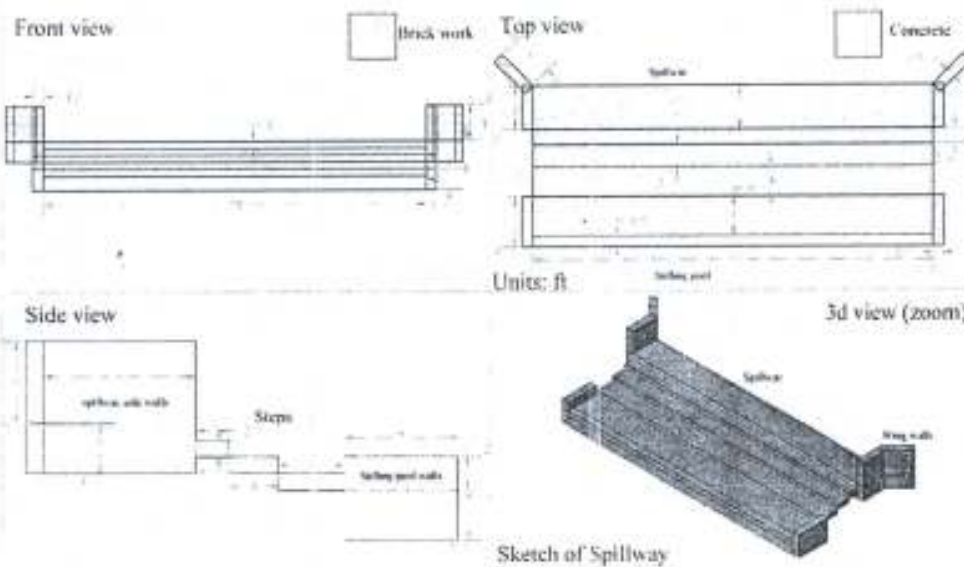 Front view
Brick work
Top view
Concrete
Spillway
Units: ft
Stilling pool
Side view
spillway side walls
Steps
Stilling pool walls
3d view (zoom)
Spillway
Wing walls
Sketch of Spillway